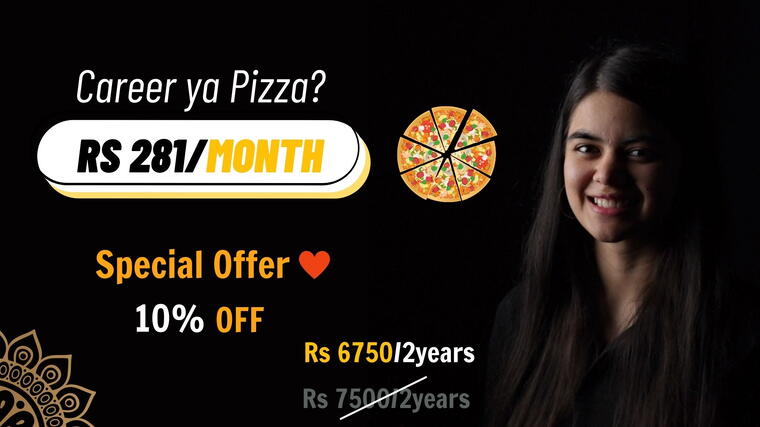 Career ya Pizza?
RS 281/MONTH
Special Offer
10% OFF
Rs 6750/2years
Rs 7500/2years